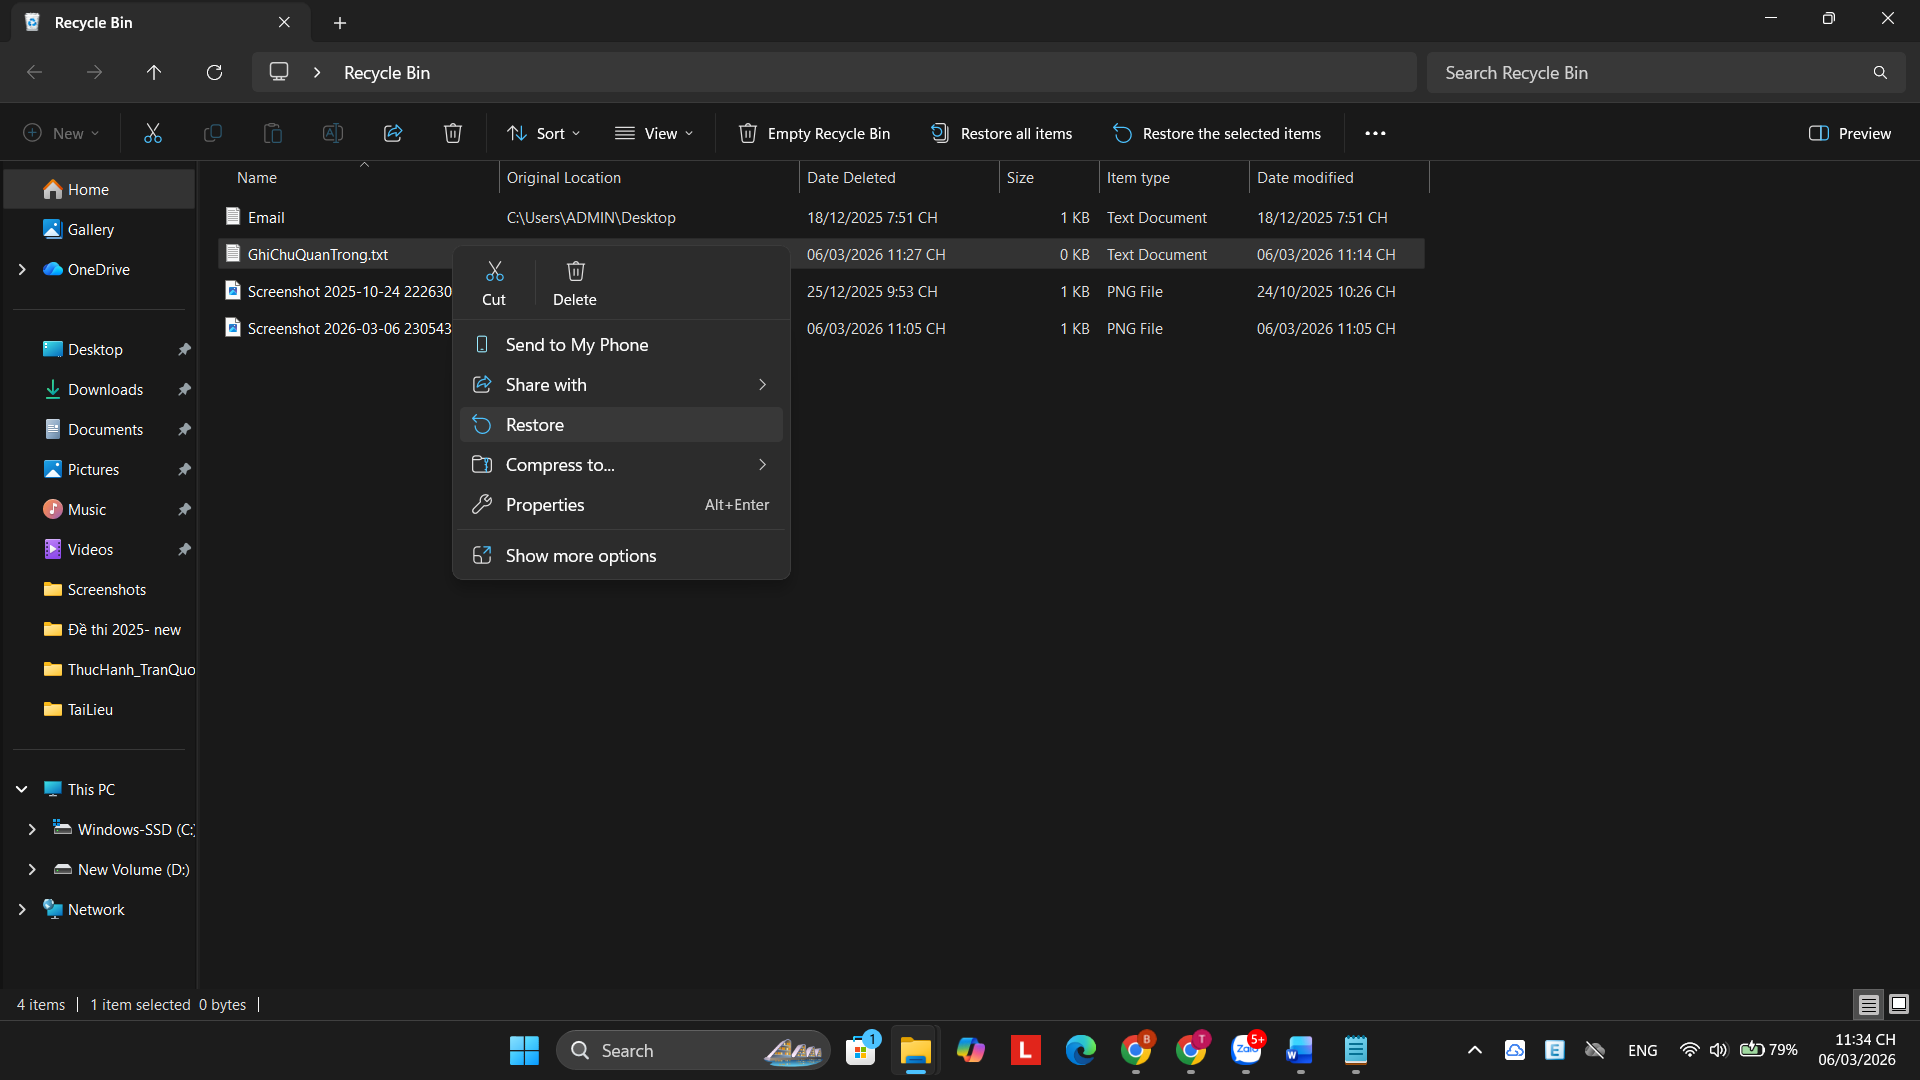 Recycle Bin
Recycle Bin
Search Recycle Bin
New
Sort
View
Empty Recycle Bin
Restore all items
Restore the selected items
Preview
Name
Original Location
Date Deleted
Size
Item type
Date modified
Email
C:\Users\ADMIN\Desktop
18/12/2025 7:51 CH
1 KB
Text Document
18/12/2025 7:51 CH
GhiChuQuanTrong.txt
06/03/2026 11:27 CH
0 KB
Text Document
06/03/2026 11:14 CH
Screenshot 2025-10-24 222630
25/12/2025 9:53 CH
1 KB
PNG File
24/10/2025 10:26 CH
Screenshot 2026-03-06 230543
06/03/2026 11:05 CH
1 KB
PNG File
06/03/2026 11:05 CH
Cut
Delete
Send to My Phone
Share with
Restore
Compress to...
Properties
Alt+Enter
Show more options
Home
Gallery
OneDrive
Desktop
Downloads
Documents
Pictures
Music
Videos
Screenshots
Đề thi 2025- new
ThucHanh_TranQuo
TaiLieu
This PC
Windows-SSD (C:)
New Volume (D:)
Network
4 items
1 item selected 0 bytes
Search
1
L
B
T
Zalo
5+
W
E
ENG
79%
11:34 CH
06/03/2026